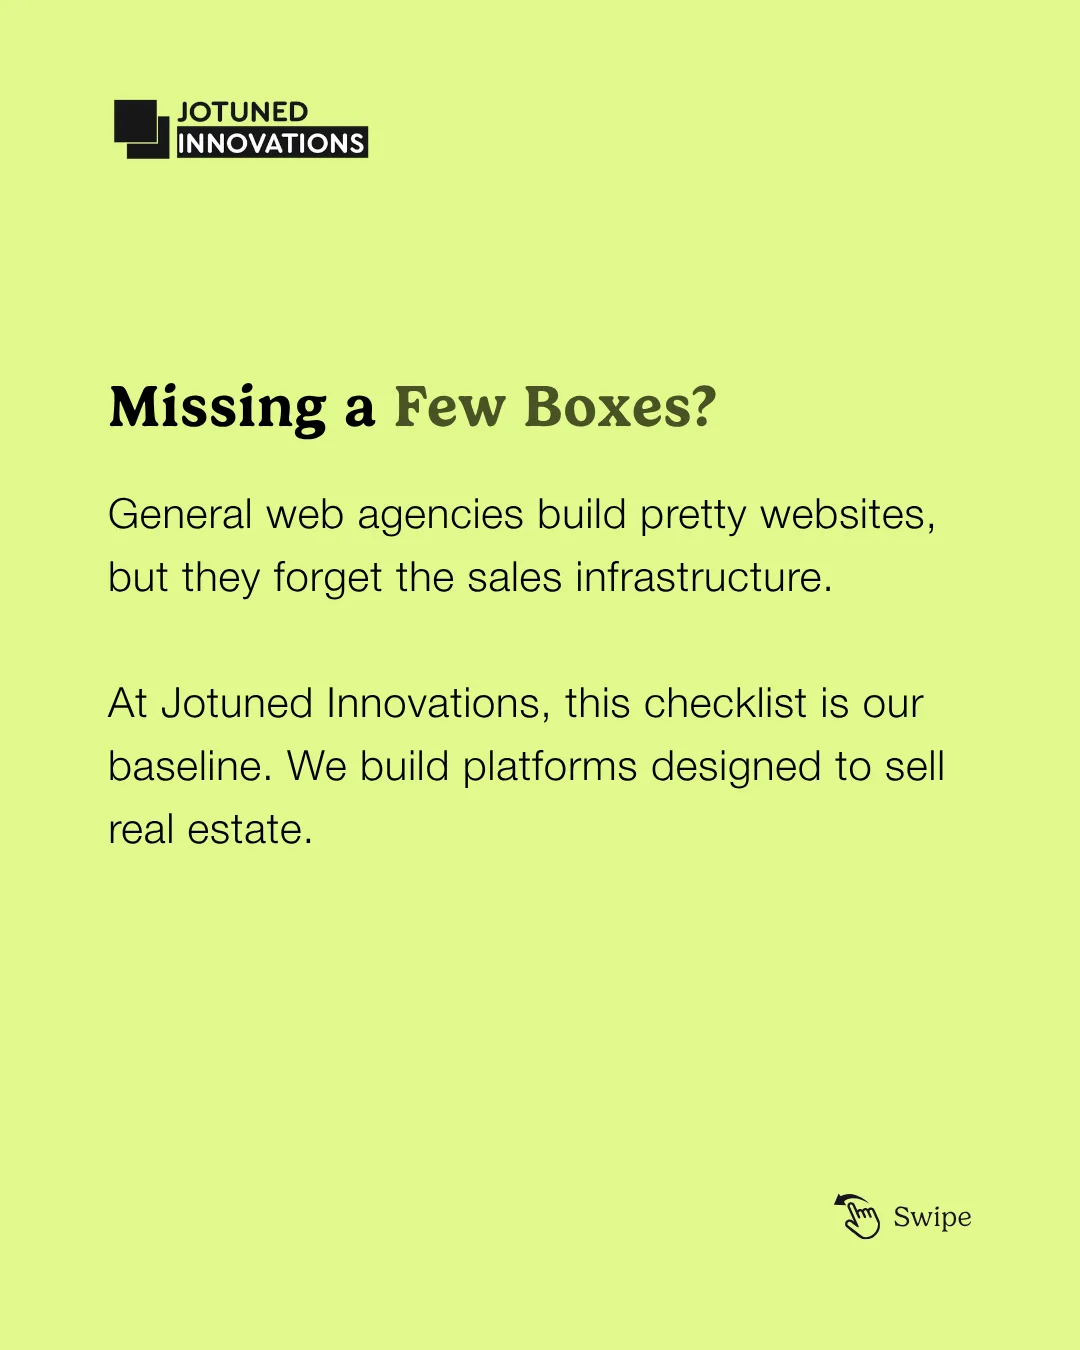 JOTUNED
INNOVATIONS
Missing a Few Boxes?
General web agencies build pretty websites,
but they forget the sales infrastructure.
At Jotuned Innovations, this checklist is our
baseline. We build platforms designed to sell
real estate.
Swipe